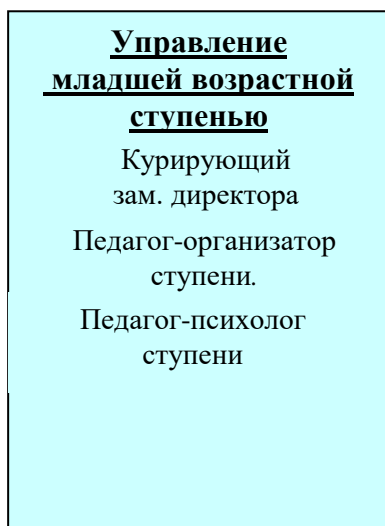 Управление
младшей возрастной
ступенью
Курирующий
зам. директора
Педагог-организатор
ступени.
Педагог-психолог
ступени